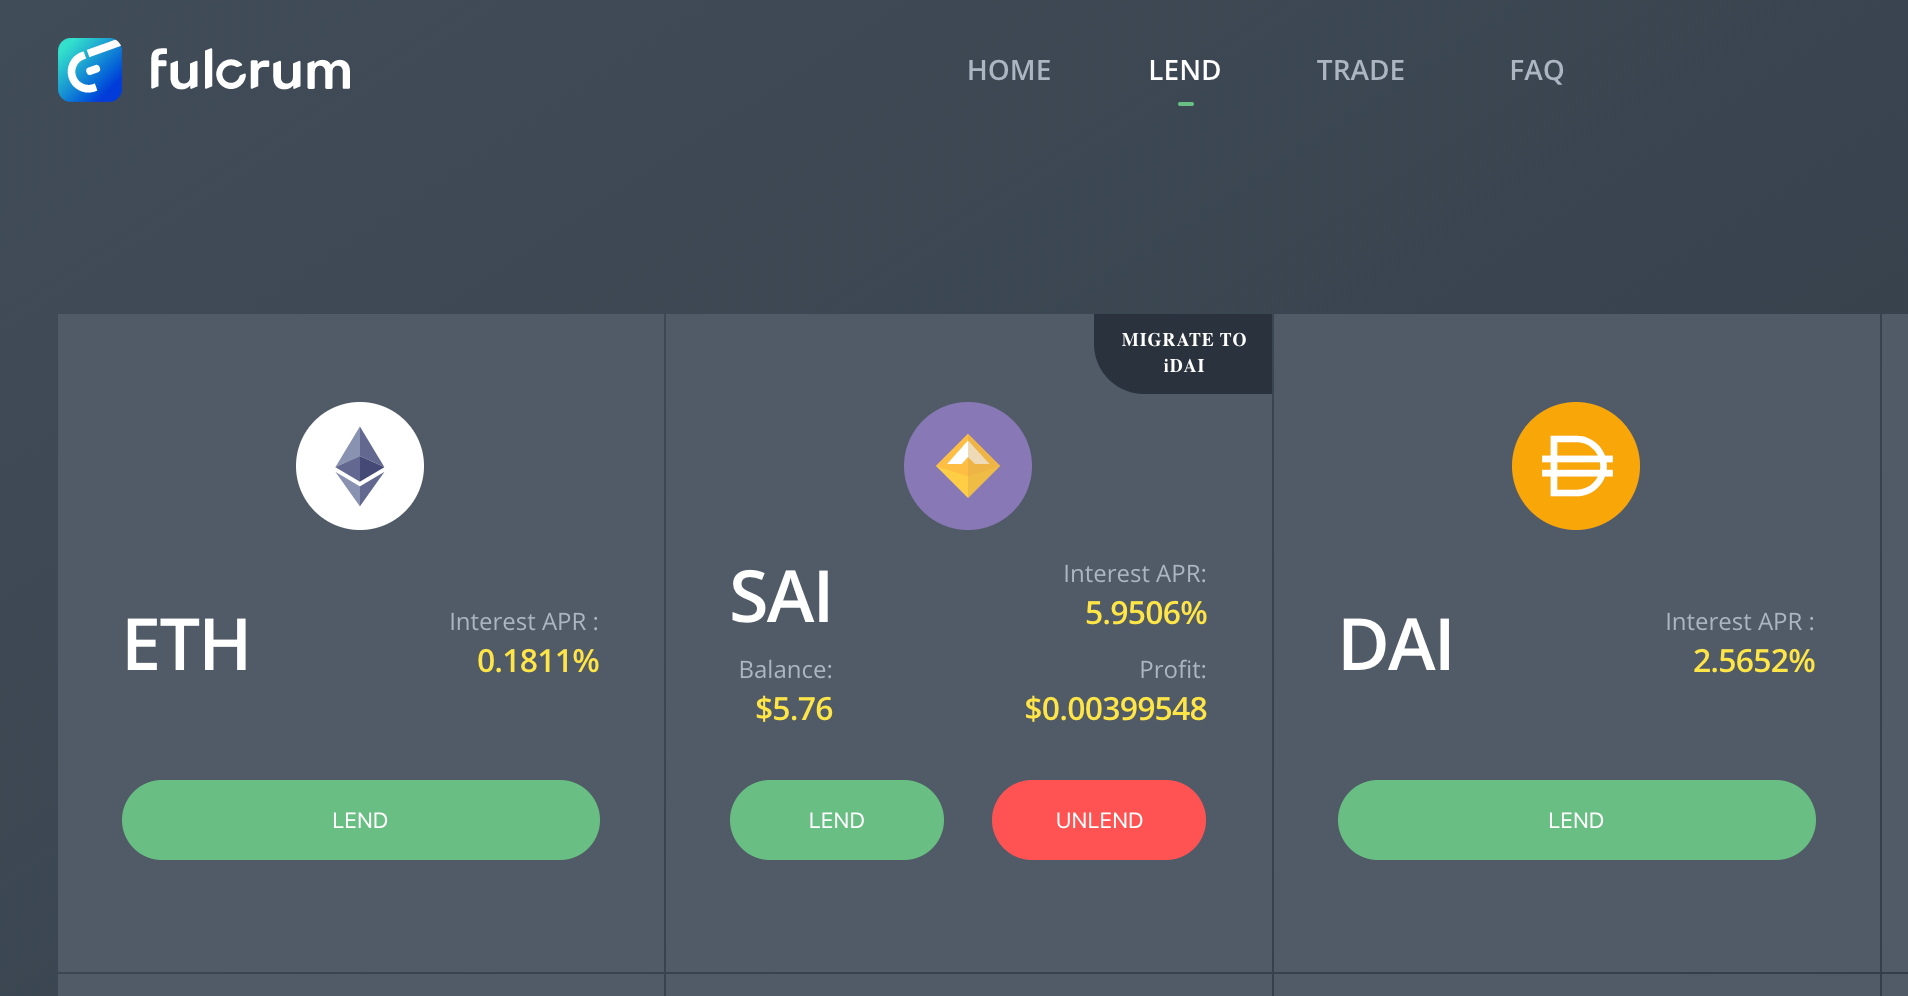 fulcrum
HOME
LEND
TRADE
FAQ
MIGRATE TO
iDAI
ETH
Interest APR :
0.1811%
LEND
SAI
Interest APR:
5.9506%
Balance:
$5.76
Profit:
$0.00399548
LEND
UNLEND
DAI
Interest APR :
2.5652%
LEND